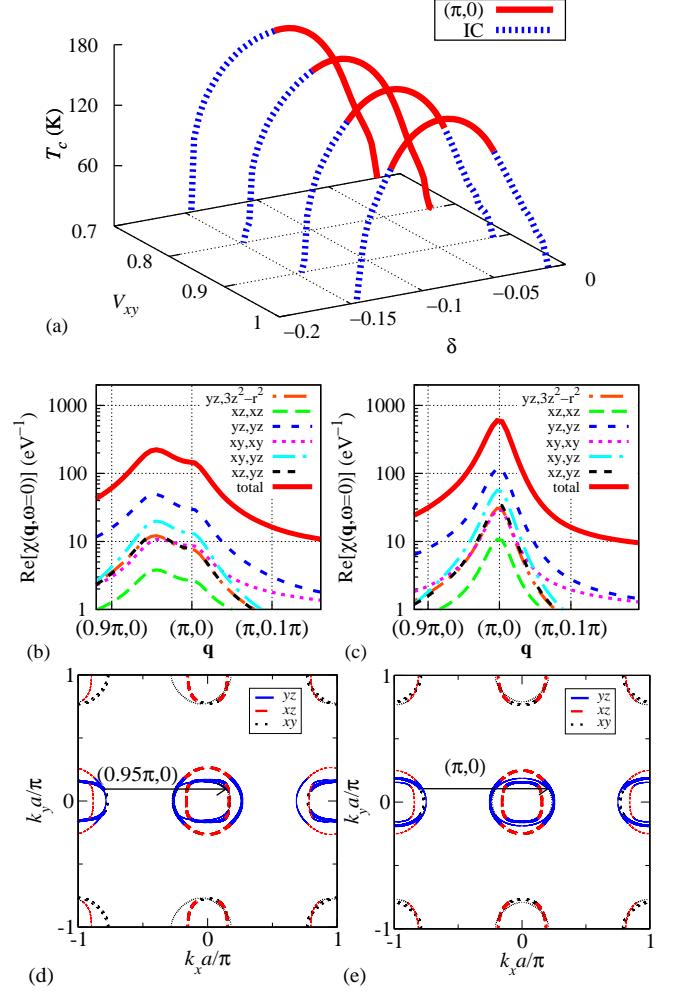 (π,0)
IC
180
120
60
T_c (K)
0.7
0.8
0.9
1
V_xy
−0.2
−0.15
−0.1
−0.05
0
δ
(a)
yz,3z²−r²
xz,xz
yz,yz
xy,xy
xy,yz
xz,yz
total
1000
100
10
1
Re[χ(q,ω=0)] (eV⁻¹)
(0.9π,0) (π,0) (π,0.1π)
q
(b)
yz,3z²−r²
xz,xz
yz,yz
xy,xy
xy,yz
xz,yz
total
1000
100
10
1
Re[χ(q,ω=0)] (eV⁻¹)
(0.9π,0) (π,0) (π,0.1π)
q
(c)
yz
xz
xy
(0.95π,0)
1
0
-1
k_y a/π
-1 0 1
k_x a/π
(d)
yz
xz
xy
(π,0)
1
0
-1
k_y a/π
-1 0 1
k_x a/π
(e)